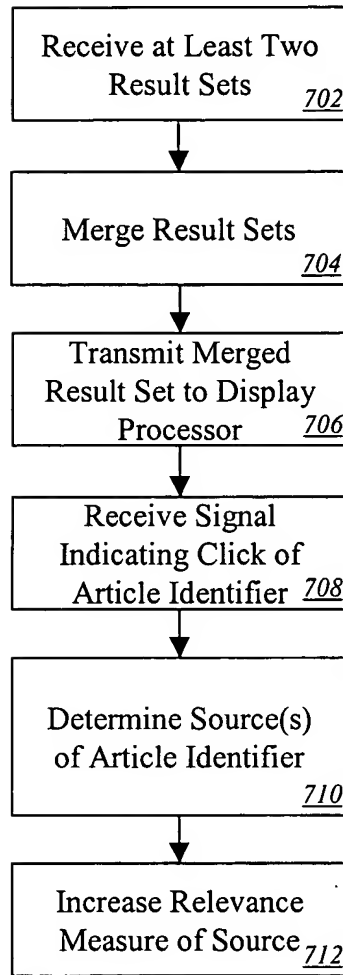 Receive at Least Two
Result Sets
702
Merge Result Sets
704
Transmit Merged
Result Set to Display
Processor 706
Receive Signal
Indicating Click of
Article Identifier 708
Determine Source(s)
of Article Identifier
710
Increase Relevance
Measure of Source 712